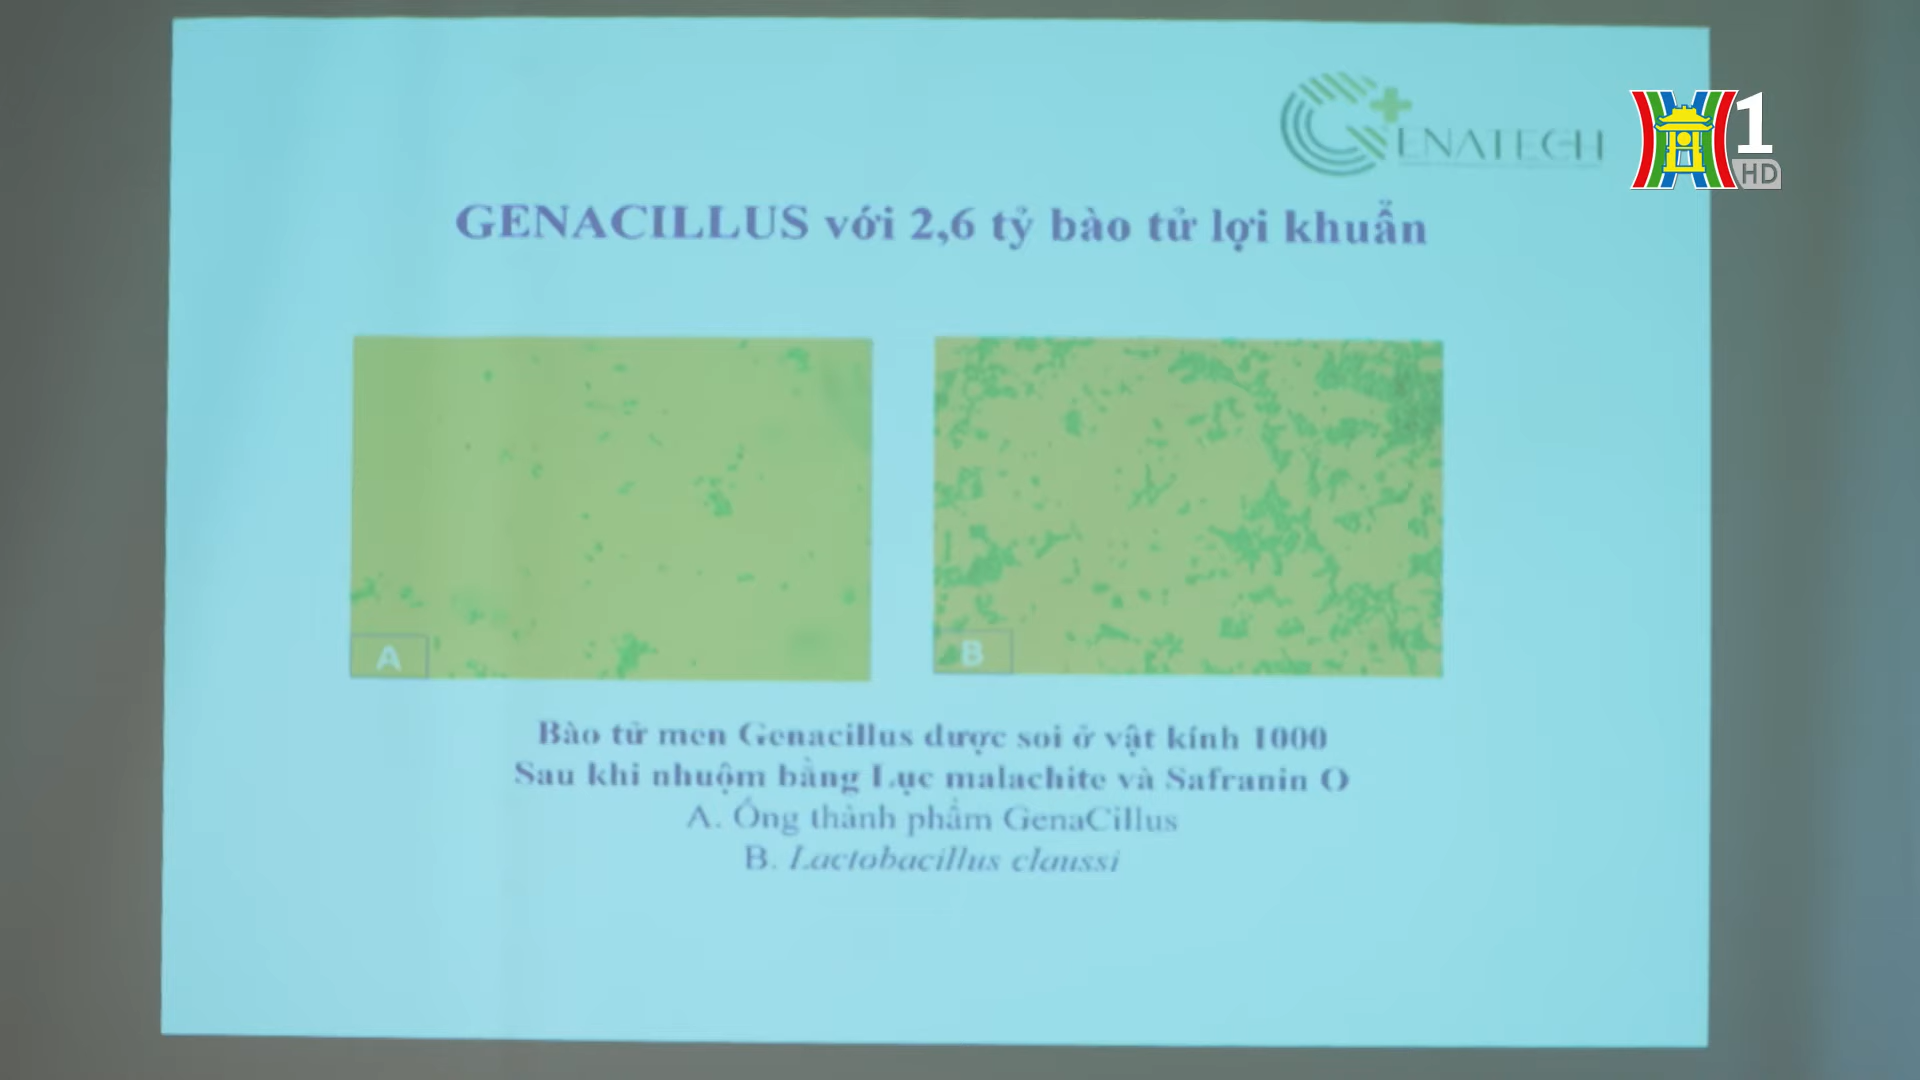 GENATECH
1
HD
GENACILLUS với 2,6 tỷ bào tử lợi khuẩn
A
B
Bào tử men Genacillus được soi ở vật kính 1000
Sau khi nhuộm bằng Lục malachite và Safranin O
A. Ống thành phẩm GenaCillus
B. Lactobacillus claussi